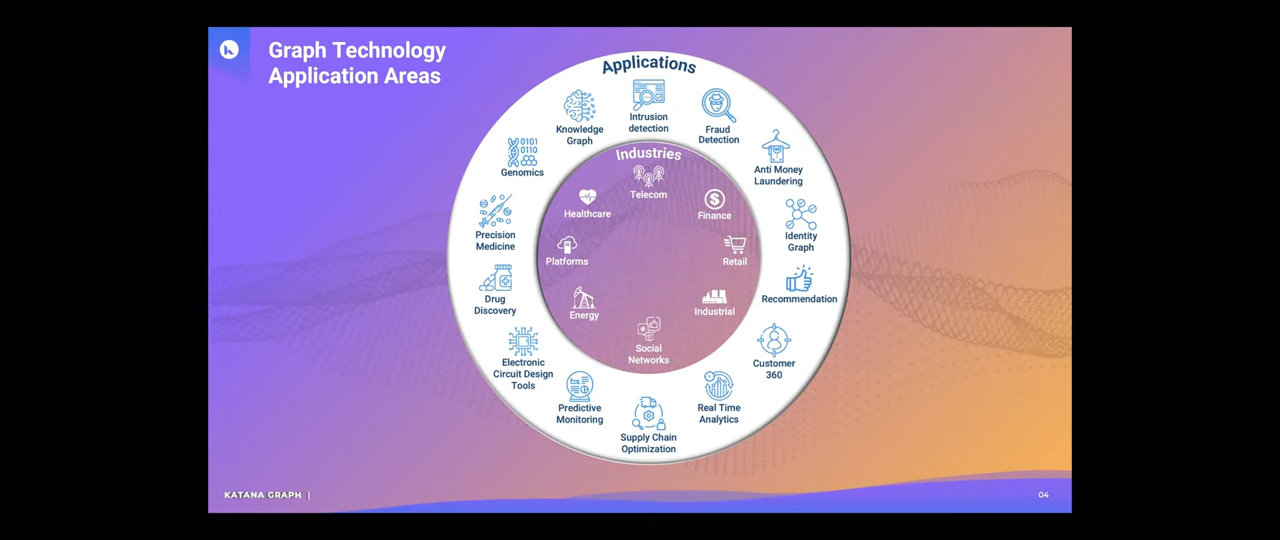 Graph Technology
Application Areas
Applications
Intrusion
detection
Fraud
Detection
Anti Money
Laundering
Identity
Graph
Recommendation
Customer
360
Real Time
Analytics
Supply Chain
Optimization
Predictive
Monitoring
Electronic
Circuit Design
Tools
Drug
Discovery
Precision
Medicine
Genomics
0101
0110
Knowledge
Graph
Industries
Telecom
Finance
Retail
Industrial
Social
Networks
Energy
Platforms
Healthcare
KATANA GRAPH |
04